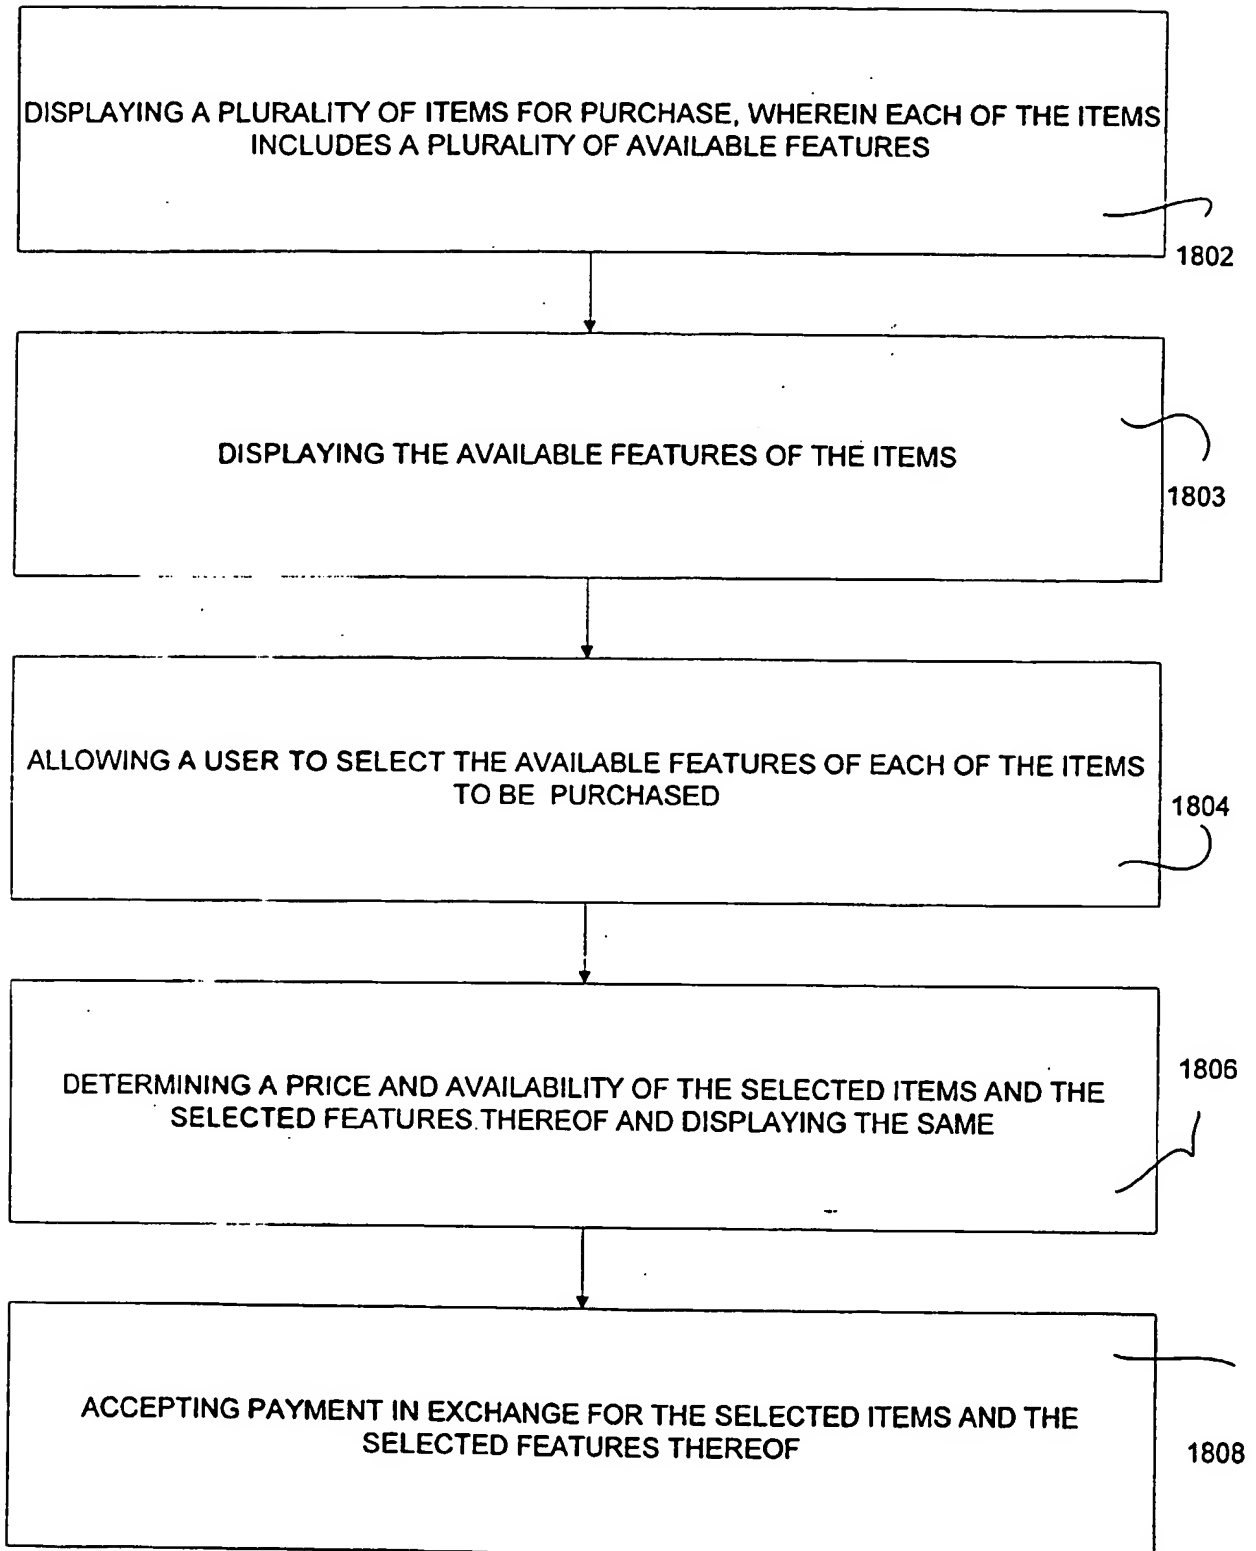 DISPLAYING A PLURALITY OF ITEMS FOR PURCHASE, WHEREIN EACH OF THE ITEMS
INCLUDES A PLURALITY OF AVAILABLE FEATURES
1802
DISPLAYING THE AVAILABLE FEATURES OF THE ITEMS
1803
ALLOWING A USER TO SELECT THE AVAILABLE FEATURES OF EACH OF THE ITEMS
TO BE PURCHASED
1804
DETERMINING A PRICE AND AVAILABILITY OF THE SELECTED ITEMS AND THE
SELECTED FEATURES THEREOF AND DISPLAYING THE SAME
1806
ACCEPTING PAYMENT IN EXCHANGE FOR THE SELECTED ITEMS AND THE
SELECTED FEATURES THEREOF
1808